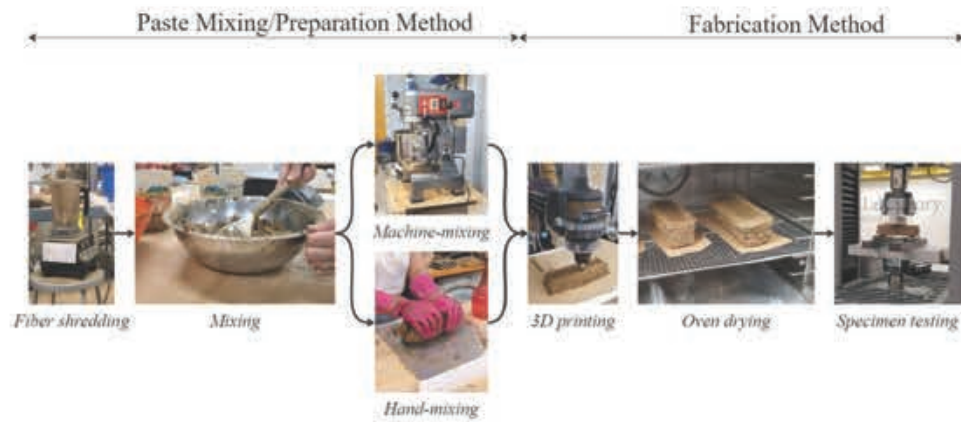 Paste Mixing/Preparation Method
Fabrication Method
Machine-mixing
Fiber shredding
Mixing
3D printing
Oven drying
Specimen testing
Hand-mixing